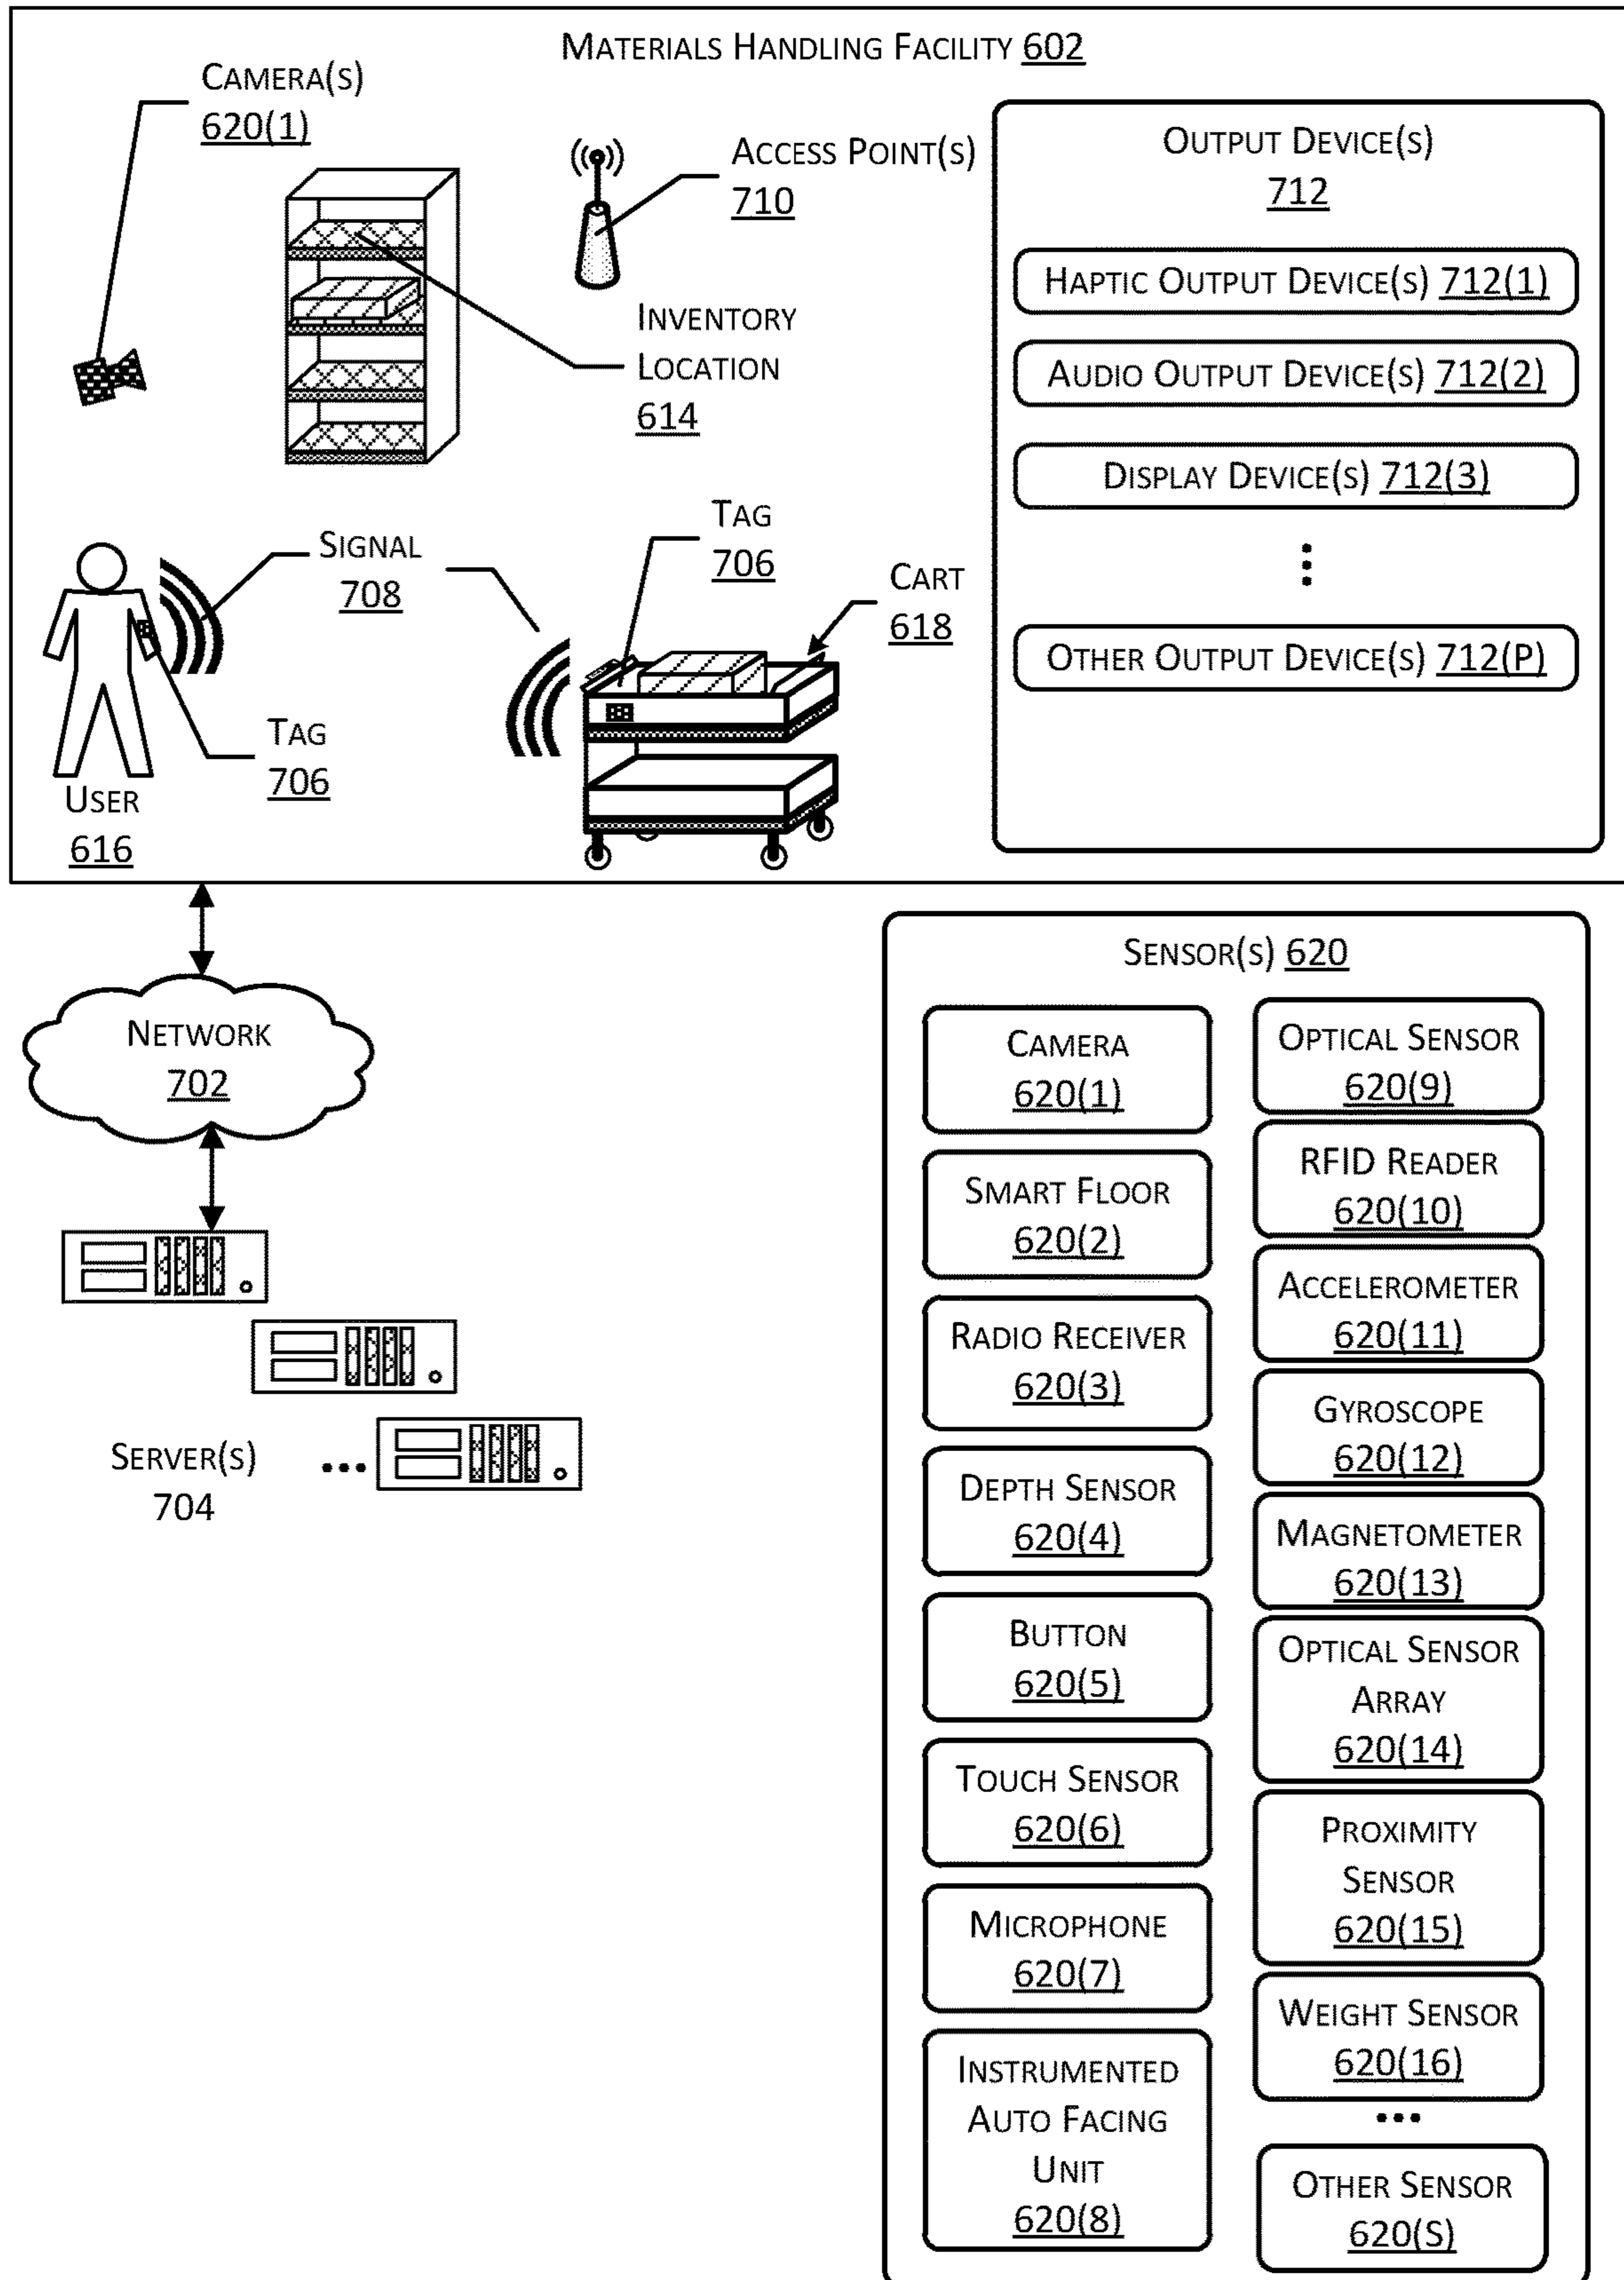 MATERIALS HANDLING FACILITY 602
CAMERA(S)
620(1)
ACCESS POINT(S)
710
INVENTORY
LOCATION
614
SIGNAL
708
TAG
706
CART
618
TAG
706
USER
616
OUTPUT DEVICE(S)
712
HAPTIC OUTPUT DEVICE(S) 712(1)
AUDIO OUTPUT DEVICE(S) 712(2)
DISPLAY DEVICE(S) 712(3)
OTHER OUTPUT DEVICE(S) 712(P)
NETWORK
702
SERVER(S)
704
SENSOR(S) 620
CAMERA
620(1)
SMART FLOOR
620(2)
RADIO RECEIVER
620(3)
DEPTH SENSOR
620(4)
BUTTON
620(5)
TOUCH SENSOR
620(6)
MICROPHONE
620(7)
INSTRUMENTED
AUTO FACING
UNIT
620(8)
OPTICAL SENSOR
620(9)
RFID READER
620(10)
ACCELEROMETER
620(11)
GYROSCOPE
620(12)
MAGNETOMETER
620(13)
OPTICAL SENSOR
ARRAY
620(14)
PROXIMITY
SENSOR
620(15)
WEIGHT SENSOR
620(16)
...
OTHER SENSOR
620(S)